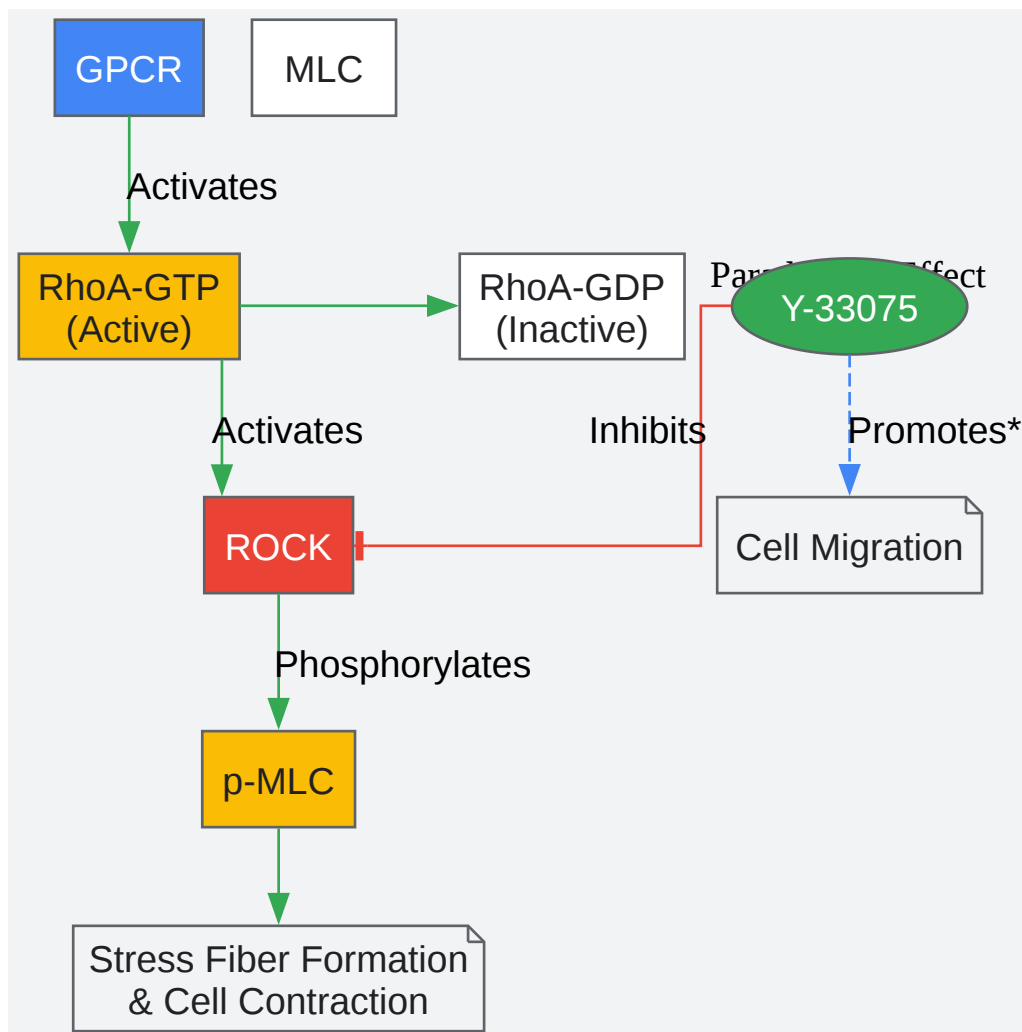 GPCR
MLC
Activates
RhoA-GTP
(Active)
RhoA-GDP
(Inactive)
Y-33075
Activates
Inhibits
Promotes*
ROCK
Cell Migration
Phosphorylates
p-MLC
Stress Fiber Formation
& Cell Contraction